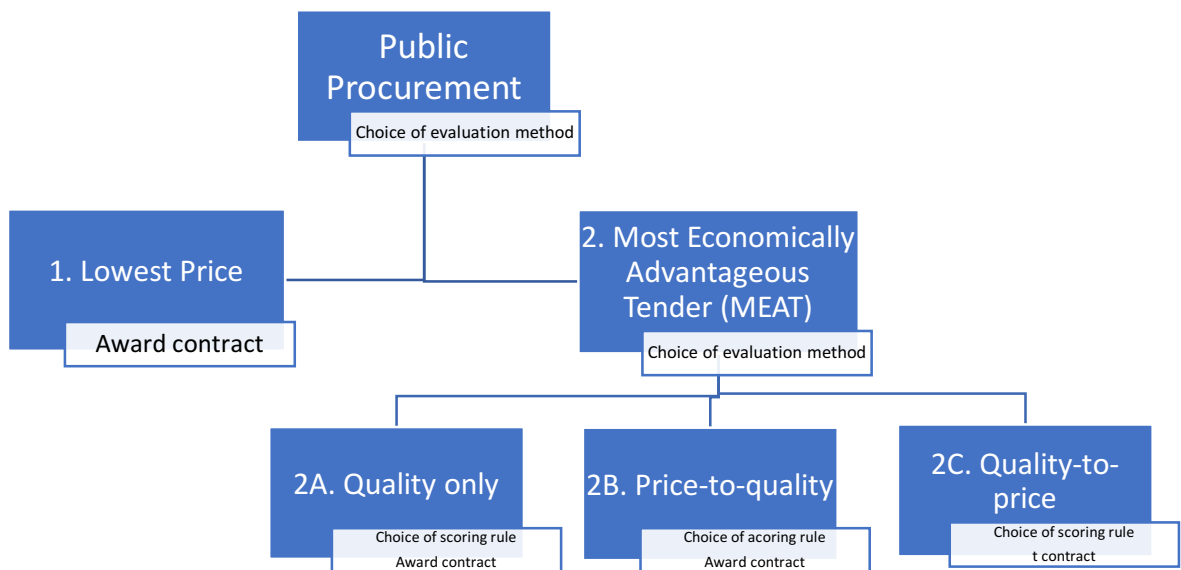 Public
Procurement
Choice of evaluation method
1. Lowest Price
Award contract
2. Most Economically
Advantageous
Tender (MEAT)
Choice of evaluation method
2A. Quality only
Choice of scoring rule
Award contract
2B. Price-to-quality
Choice of acoring rule
Award contract
2C. Quality-to-
price
Choice of scoring rule
t contract